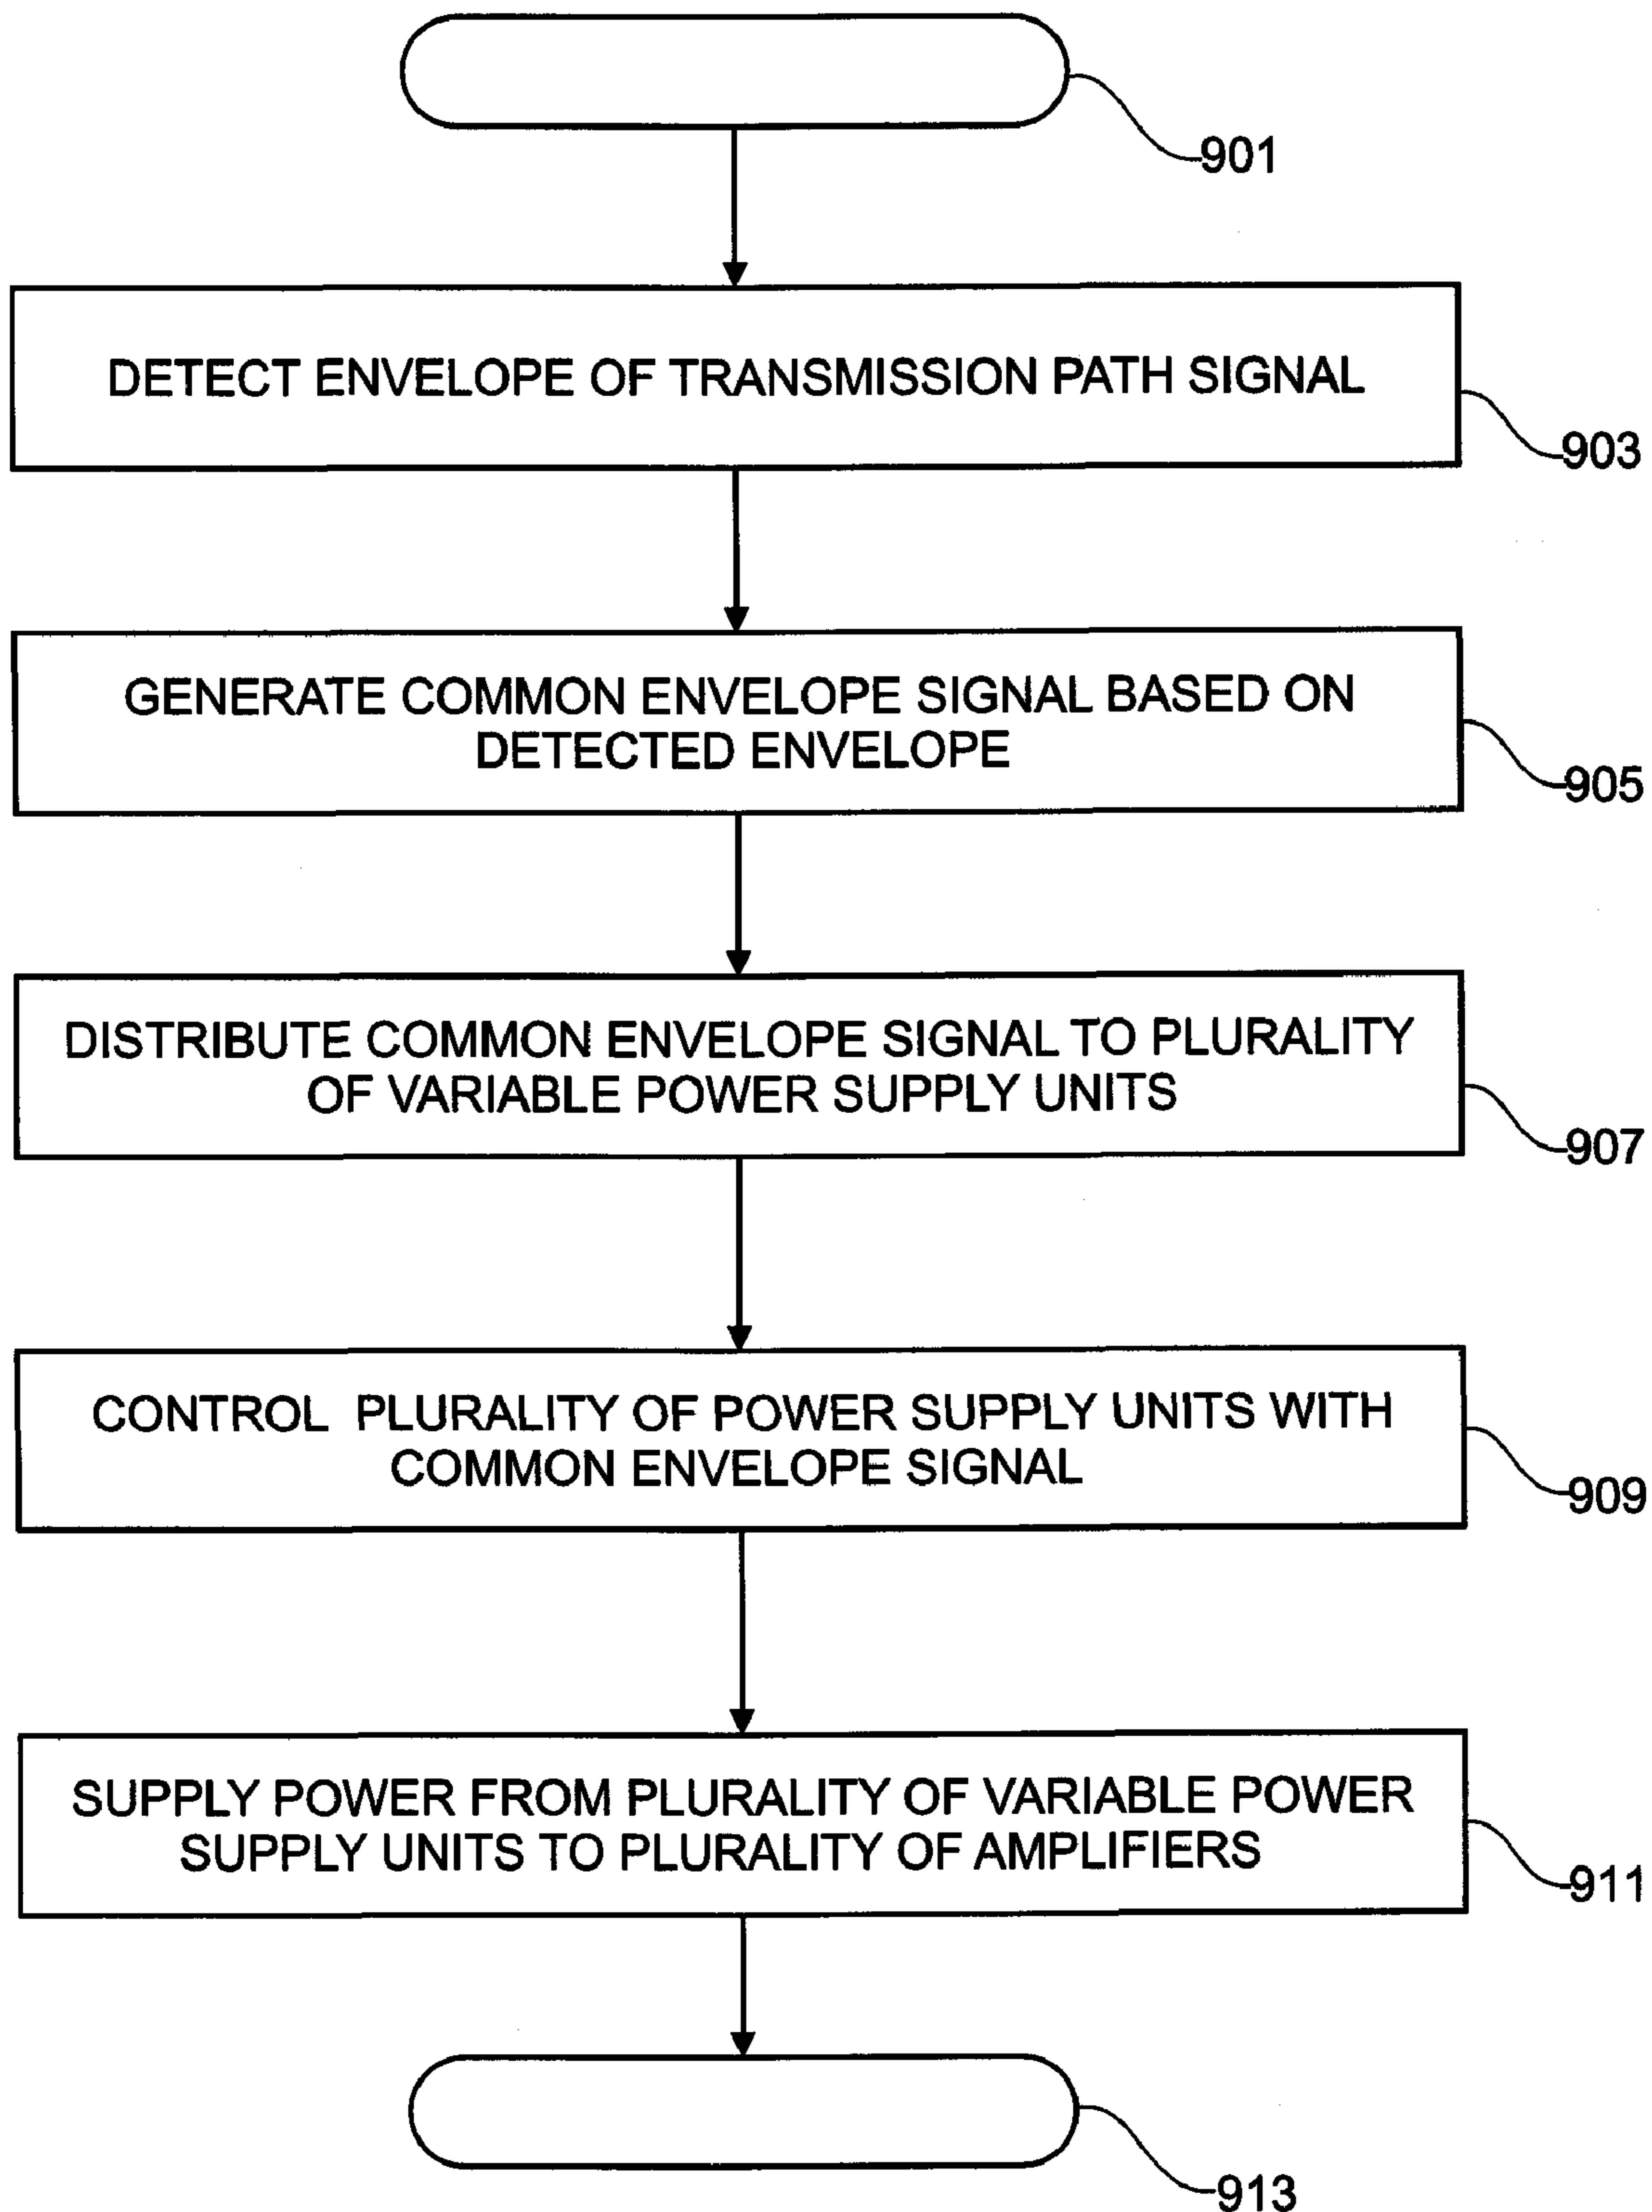 901
DETECT ENVELOPE OF TRANSMISSION PATH SIGNAL
903
GENERATE COMMON ENVELOPE SIGNAL BASED ON
DETECTED ENVELOPE
905
DISTRIBUTE COMMON ENVELOPE SIGNAL TO PLURALITY
OF VARIABLE POWER SUPPLY UNITS
907
CONTROL PLURALITY OF POWER SUPPLY UNITS WITH
COMMON ENVELOPE SIGNAL
909
SUPPLY POWER FROM PLURALITY OF VARIABLE POWER
SUPPLY UNITS TO PLURALITY OF AMPLIFIERS
911
913